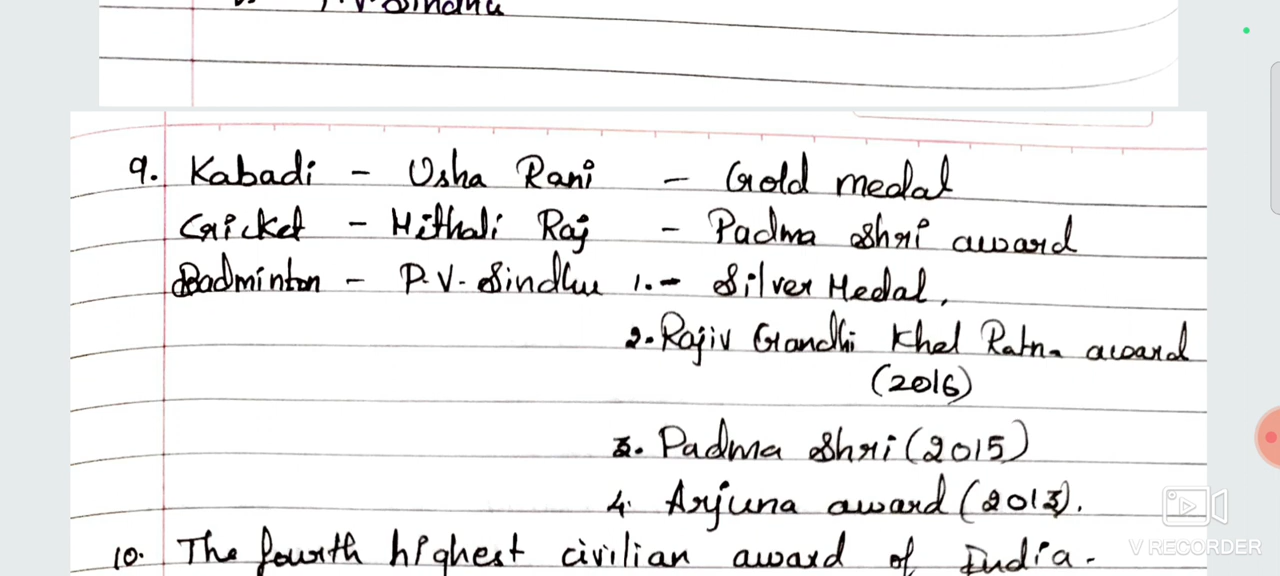 P.V Sindhu
9. Kabadi - Usha Rani - Gold medal
Cricket - Mithali Raj - Padma Shri award
Badminton - P.V. Sindhu 1. - Silver Medal,
2. Rajiv Gandhi Khel Ratna award
(2016)
3. Padma Shri (2015)
4. Arjuna award (2013).
10. The fourth highest civilian award of India.
V RECORDER